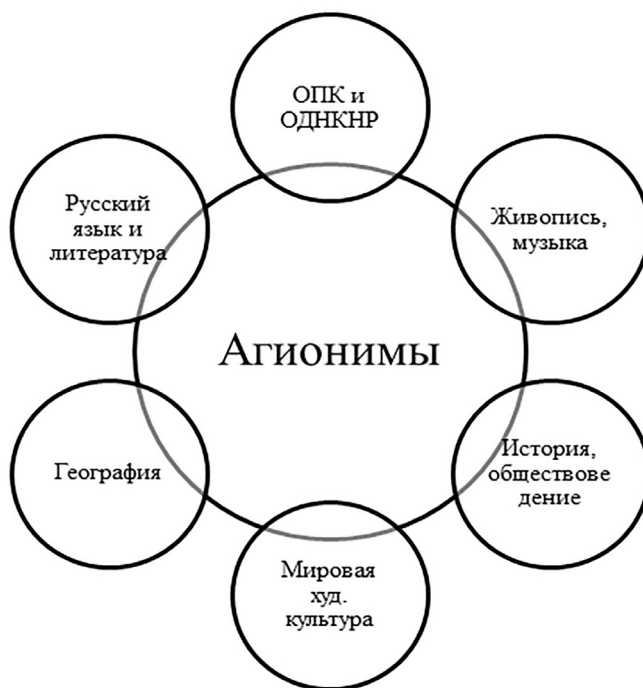 ОПК и
ОДНКНР
Русский
язык и
литература
Живопись,
музыка
Агионимы
География
История,
обществове
дение
Мировая
худ.
культура